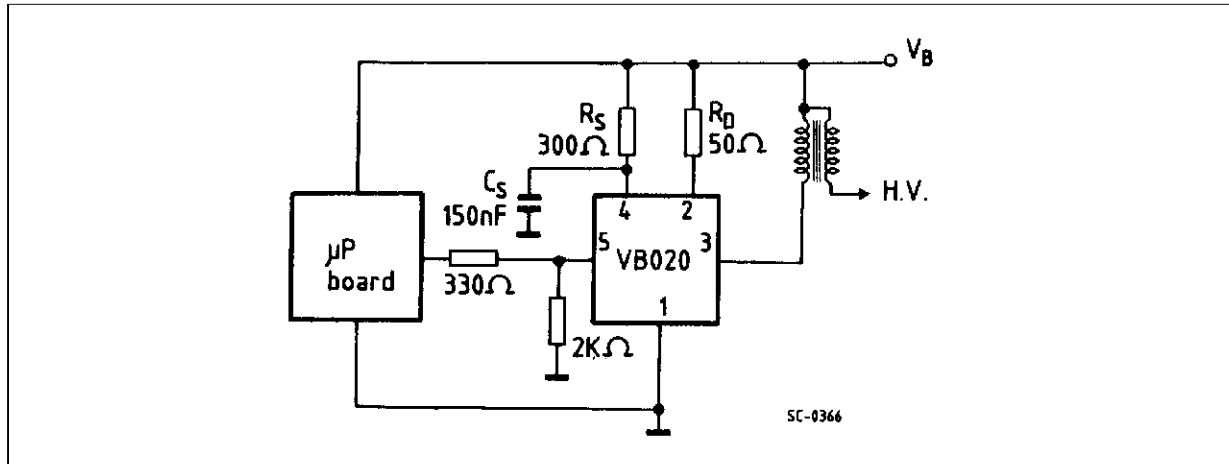 V_B
R_S
300Ω
R_D
50Ω
C_S
150nF
H.V.
4
2
5
VB020
3
1
µP
board
330Ω
2KΩ
SC-0366